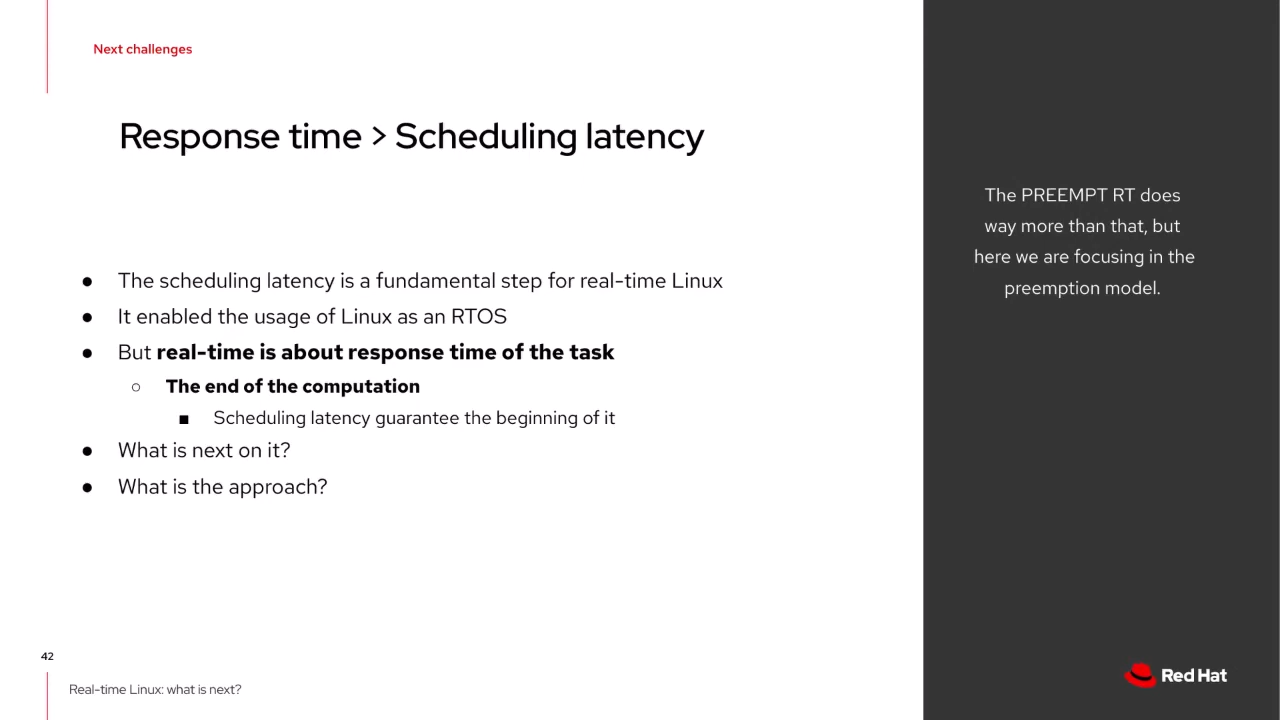 Next challenges
Response time > Scheduling latency
● The scheduling latency is a fundamental step for real-time Linux
● It enabled the usage of Linux as an RTOS
● But real-time is about response time of the task
○ The end of the computation
■ Scheduling latency guarantee the beginning of it
● What is next on it?
● What is the approach?
The PREEMPT RT does
way more than that, but
here we are focusing in the
preemption model.
42
Real-time Linux: what is next?
Red Hat